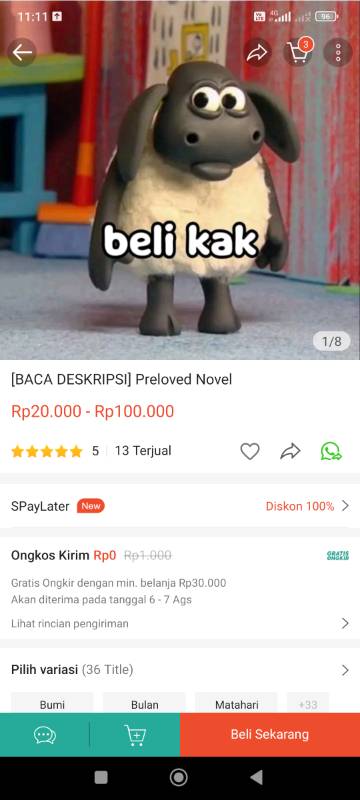 11:11
4G
96
3
beli kak
1/8
[BACA DESKRIPSI] Preloved Novel
Rp20.000 - Rp100.000
5 13 Terjual
SPayLater New Diskon 100%
Ongkos Kirim Rp0 Rp1.000 GRATIS ONGKIR
Gratis Ongkir dengan min. belanja Rp30.000
Akan diterima pada tanggal 6 - 7 Ags
Lihat rincian pengiriman
Pilih variasi (36 Title)
Bumi Bulan Matahari +33
Beli Sekarang